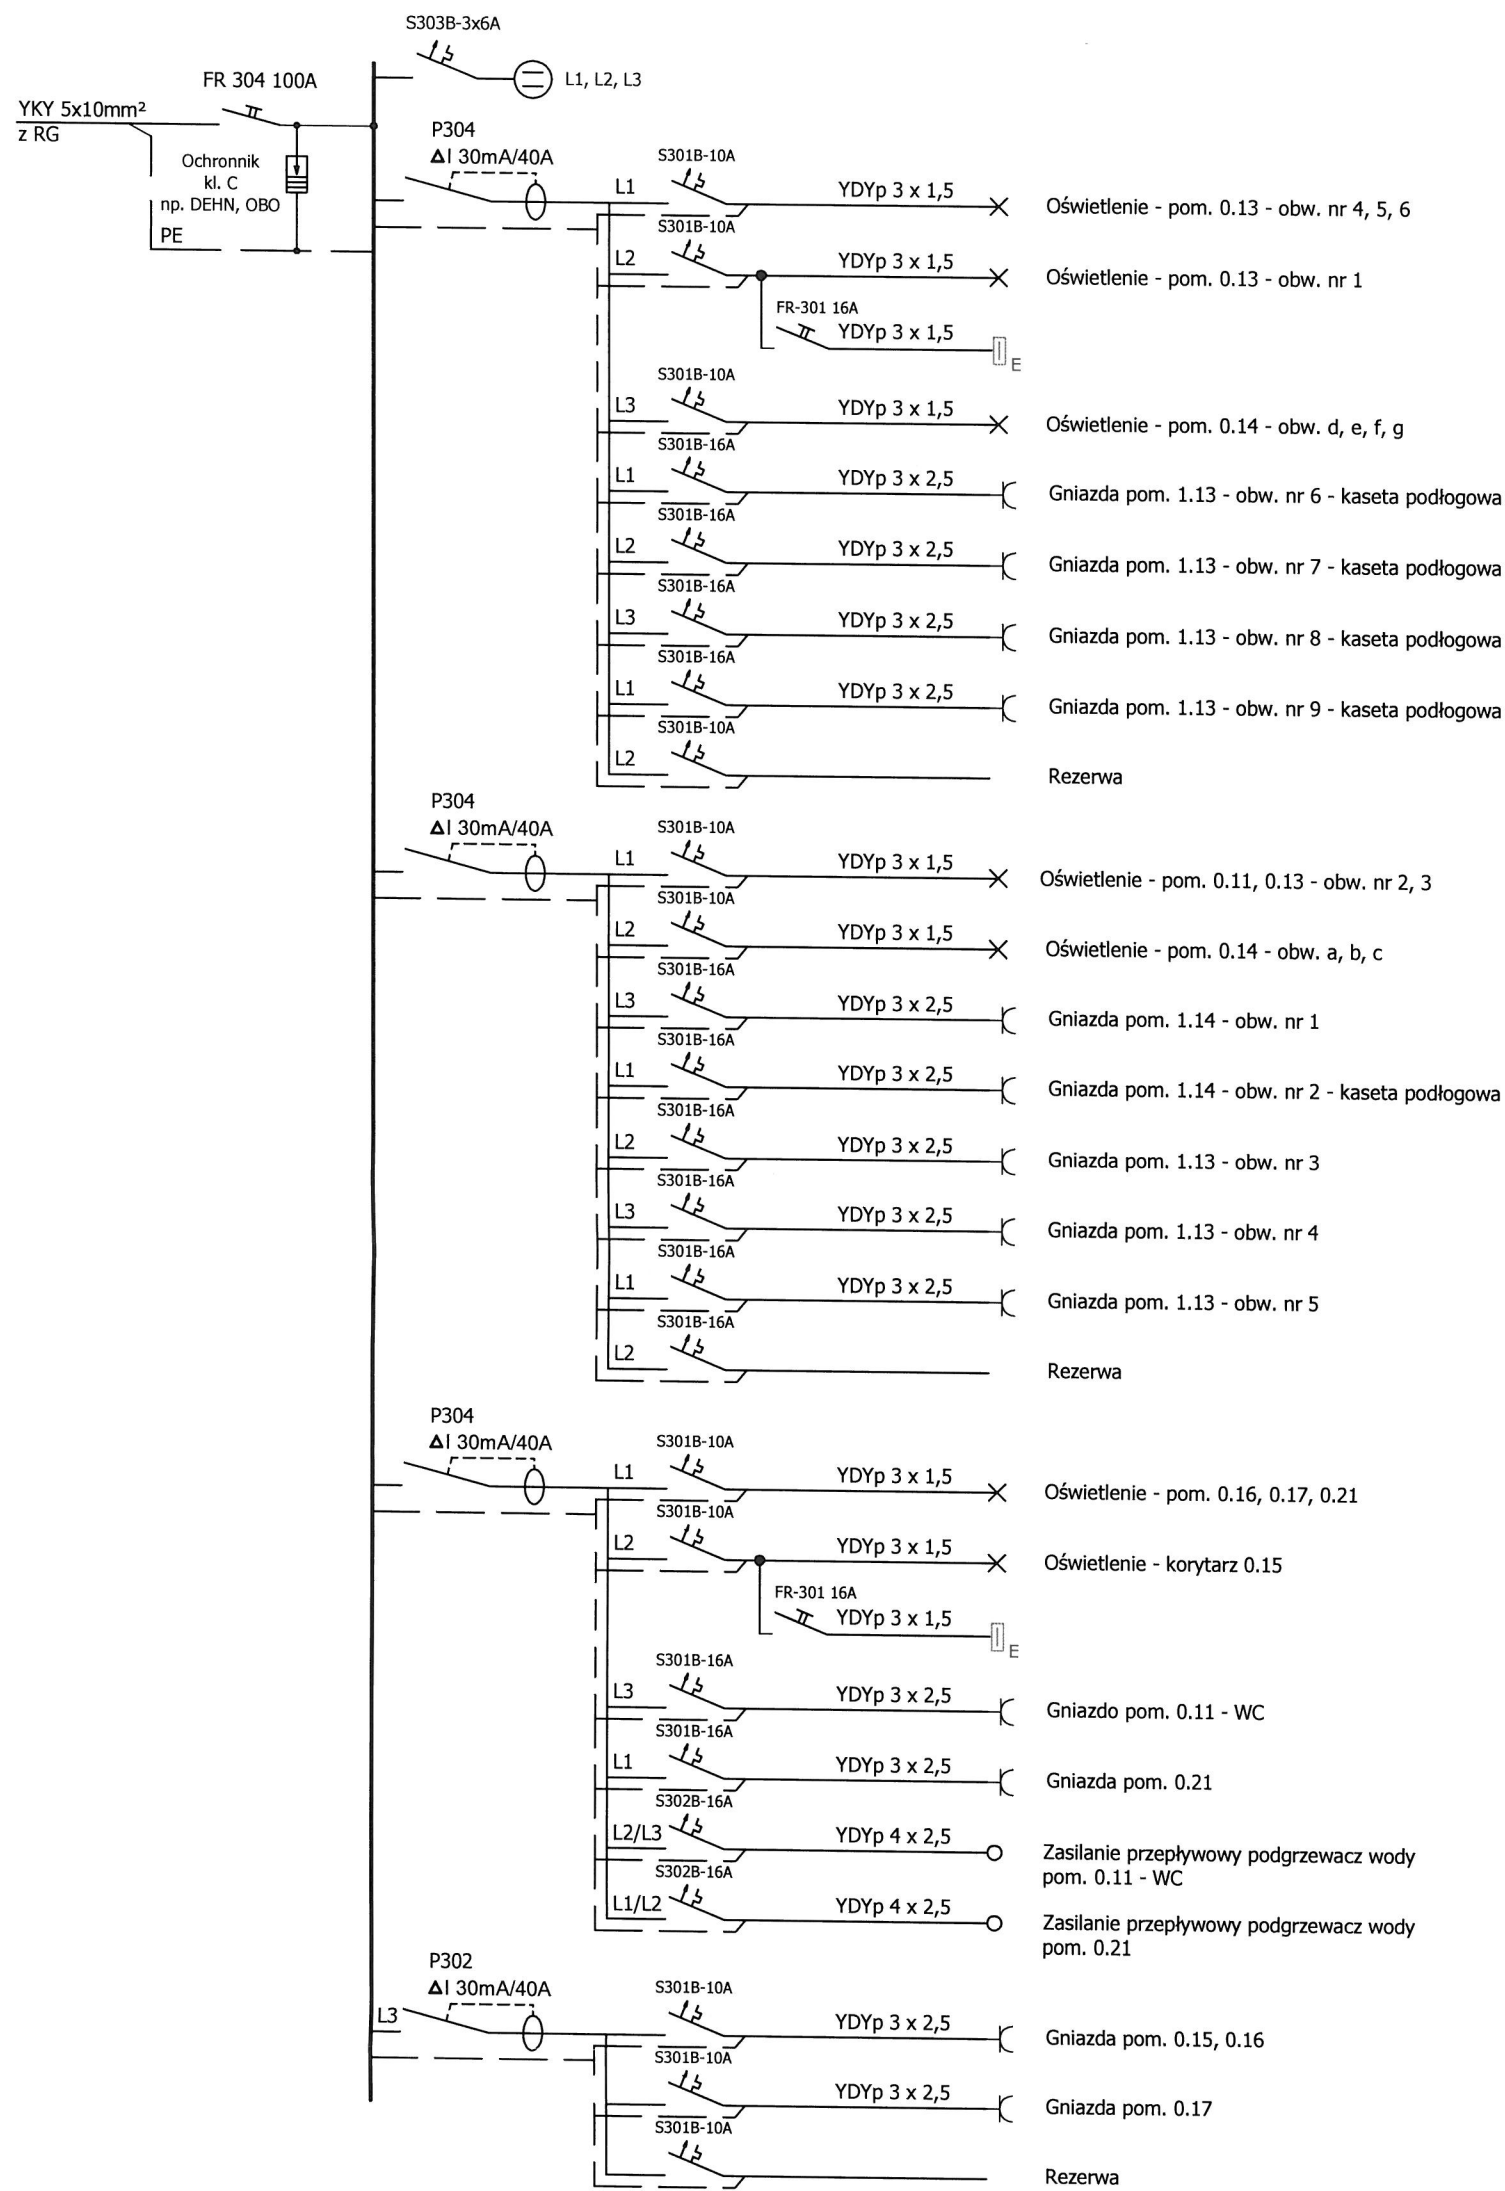 S303B-3x6A
L1, L2, L3
FR 304 100A
YKY 5x10mm²
z RG
Ochronnik
kl. C
np. DEHN, OBO
PE
P304
ΔI 30mA/40A
L1
S301B-10A
YDYp 3 x 1,5
Oświetlenie - pom. 0.13 - obw. nr 4, 5, 6
S301B-10A
L2
YDYp 3 x 1,5
Oświetlenie - pom. 0.13 - obw. nr 1
FR-301 16A
YDYp 3 x 1,5
E
S301B-10A
L3
YDYp 3 x 1,5
Oświetlenie - pom. 0.14 - obw. d, e, f, g
S301B-16A
L1
YDYp 3 x 2,5
Gniazda pom. 1.13 - obw. nr 6 - kaseta podłogowa
S301B-16A
L2
YDYp 3 x 2,5
Gniazda pom. 1.13 - obw. nr 7 - kaseta podłogowa
S301B-16A
L3
YDYp 3 x 2,5
Gniazda pom. 1.13 - obw. nr 8 - kaseta podłogowa
S301B-16A
L1
YDYp 3 x 2,5
Gniazda pom. 1.13 - obw. nr 9 - kaseta podłogowa
S301B-10A
L2
Rezerwa
P304
ΔI 30mA/40A
L1
S301B-10A
YDYp 3 x 1,5
Oświetlenie - pom. 0.11, 0.13 - obw. nr 2, 3
S301B-10A
L2
YDYp 3 x 1,5
Oświetlenie - pom. 0.14 - obw. a, b, c
S301B-16A
L3
YDYp 3 x 2,5
Gniazda pom. 1.14 - obw. nr 1
S301B-16A
L1
YDYp 3 x 2,5
Gniazda pom. 1.14 - obw. nr 2 - kaseta podłogowa
S301B-16A
L2
YDYp 3 x 2,5
Gniazda pom. 1.13 - obw. nr 3
S301B-16A
L3
YDYp 3 x 2,5
Gniazda pom. 1.13 - obw. nr 4
S301B-16A
L1
YDYp 3 x 2,5
Gniazda pom. 1.13 - obw. nr 5
S301B-16A
L2
Rezerwa
P304
ΔI 30mA/40A
L1
S301B-10A
YDYp 3 x 1,5
Oświetlenie - pom. 0.16, 0.17, 0.21
S301B-10A
L2
YDYp 3 x 1,5
Oświetlenie - korytarz 0.15
FR-301 16A
YDYp 3 x 1,5
E
S301B-16A
L3
YDYp 3 x 2,5
Gniazdo pom. 0.11 - WC
S301B-16A
L1
YDYp 3 x 2,5
Gniazda pom. 0.21
S302B-16A
L2/L3
YDYp 4 x 2,5
Zasilanie przepływowy podgrzewacz wody
pom. 0.11 - WC
S302B-16A
L1/L2
YDYp 4 x 2,5
Zasilanie przepływowy podgrzewacz wody
pom. 0.21
P302
ΔI 30mA/40A
L3
S301B-10A
YDYp 3 x 2,5
Gniazda pom. 0.15, 0.16
S301B-10A
YDYp 3 x 2,5
Gniazda pom. 0.17
S301B-10A
Rezerwa